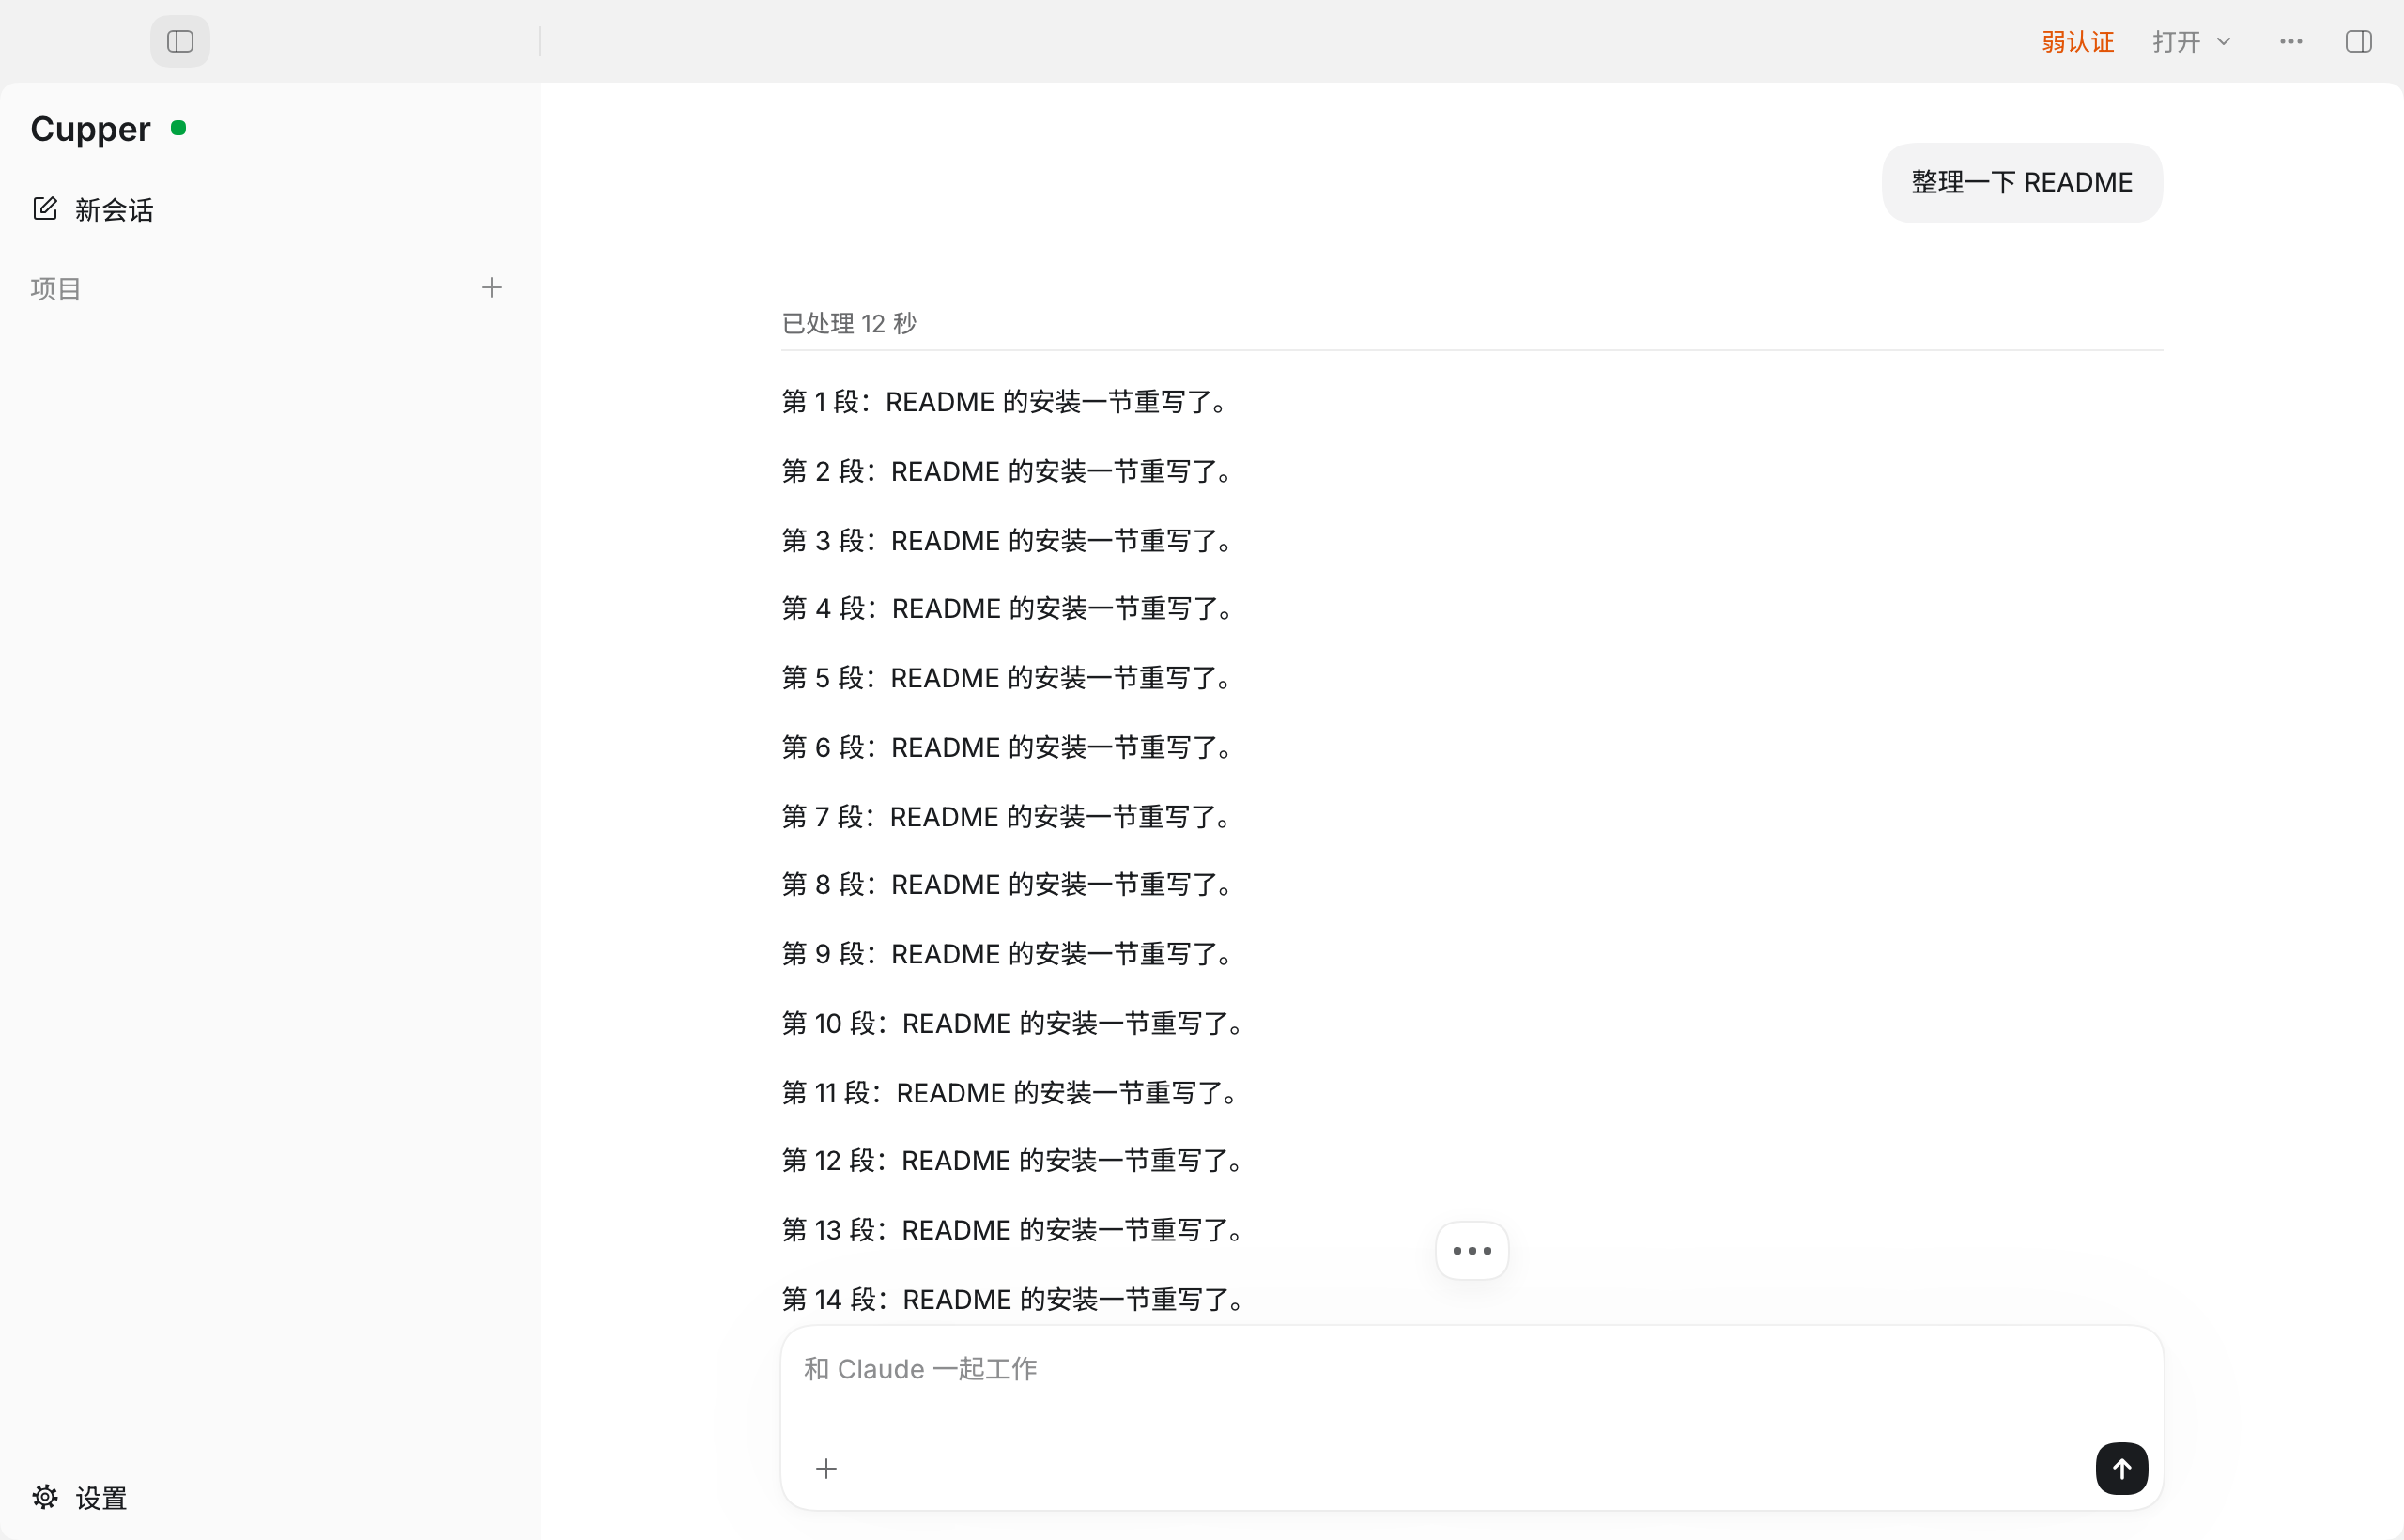 弱认证
打开
Cupper
新会话
项目
整理一下 README
已处理 12 秒
第 1 段：README 的安装一节重写了。
第 2 段：README 的安装一节重写了。
第 3 段：README 的安装一节重写了。
第 4 段：README 的安装一节重写了。
第 5 段：README 的安装一节重写了。
第 6 段：README 的安装一节重写了。
第 7 段：README 的安装一节重写了。
第 8 段：README 的安装一节重写了。
第 9 段：README 的安装一节重写了。
第 10 段：README 的安装一节重写了。
第 11 段：README 的安装一节重写了。
第 12 段：README 的安装一节重写了。
第 13 段：README 的安装一节重写了。
第 14 段：README 的安装一节重写了。
和 Claude 一起工作
设置